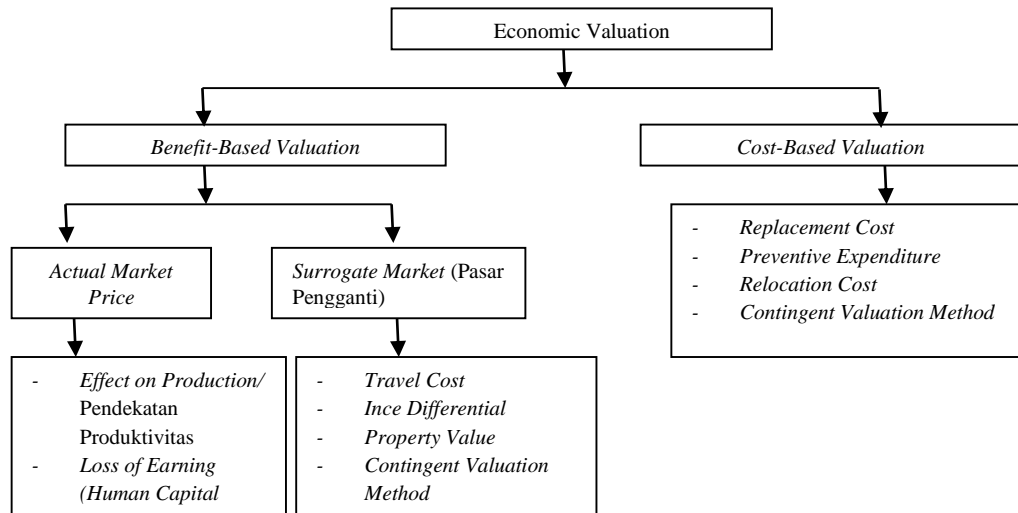 Economic Valuation
Benefit-Based Valuation
Cost-Based Valuation
Actual Market
Price
Surrogate Market (Pasar
Pengganti)
- Replacement Cost
- Preventive Expenditure
- Relocation Cost
- Contingent Valuation Method
- Effect on Production/
Pendekatan
Produktivitas
- Loss of Earning
(Human Capital
- Travel Cost
- Ince Differential
- Property Value
- Contingent Valuation
Method